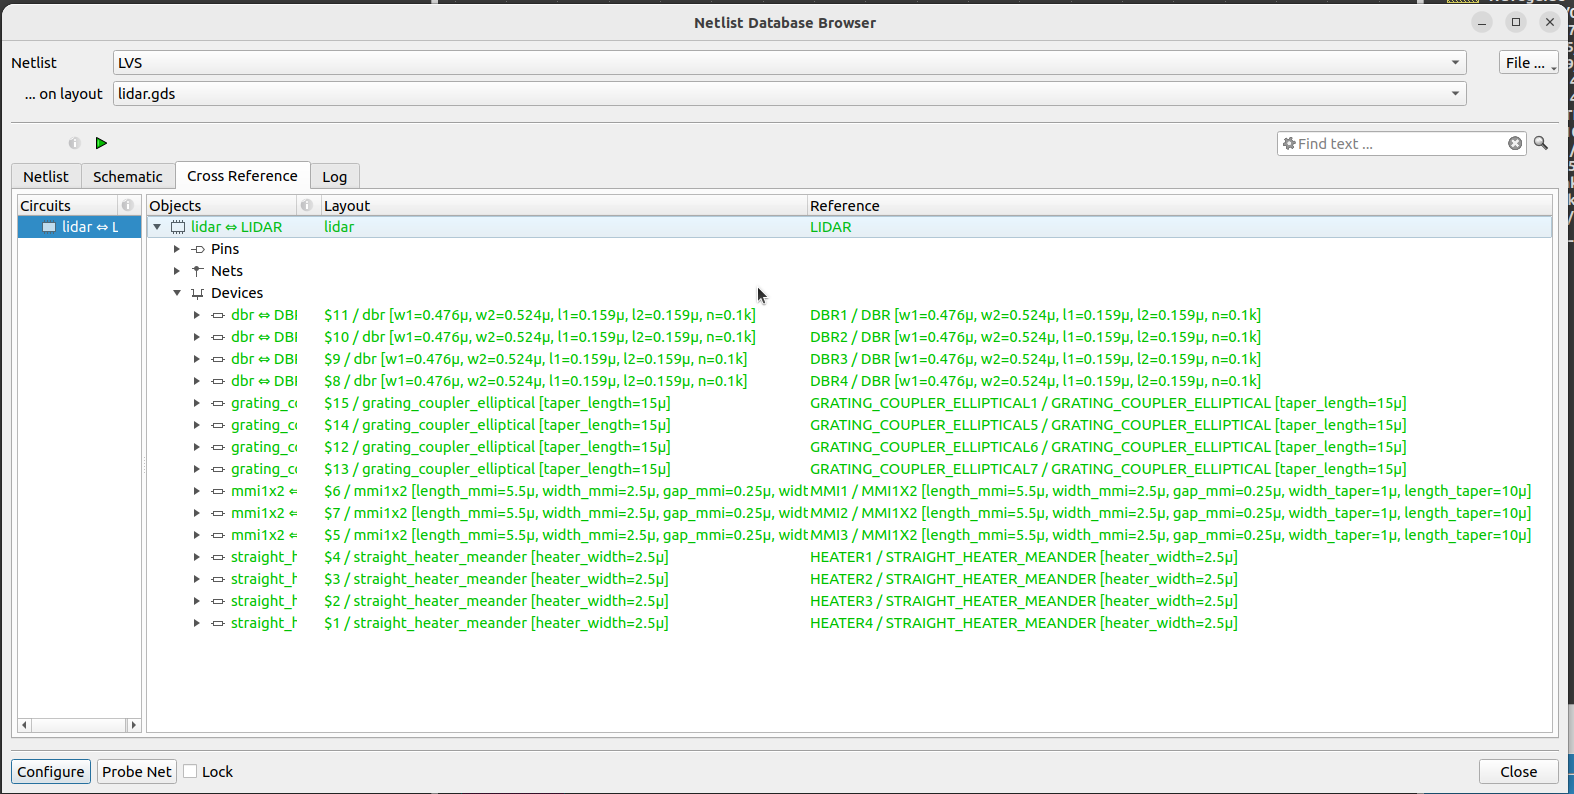 Netlist Database Browser
Netlist LVS File ...
... on layout lidar.gds
Find text ...
Netlist Schematic Cross Reference Log
Circuits Objects Layout Reference
lidar ⇔ L lidar ⇔ LIDAR lidar LIDAR
Pins
Nets
Devices
dbr ⇔ DBI $11 / dbr [w1=0.476µ, w2=0.524µ, l1=0.159µ, l2=0.159µ, n=0.1k] DBR1 / DBR [w1=0.476µ, w2=0.524µ, l1=0.159µ, l2=0.159µ, n=0.1k]
dbr ⇔ DBI $10 / dbr [w1=0.476µ, w2=0.524µ, l1=0.159µ, l2=0.159µ, n=0.1k] DBR2 / DBR [w1=0.476µ, w2=0.524µ, l1=0.159µ, l2=0.159µ, n=0.1k]
dbr ⇔ DBI $9 / dbr [w1=0.476µ, w2=0.524µ, l1=0.159µ, l2=0.159µ, n=0.1k] DBR3 / DBR [w1=0.476µ, w2=0.524µ, l1=0.159µ, l2=0.159µ, n=0.1k]
dbr ⇔ DBI $8 / dbr [w1=0.476µ, w2=0.524µ, l1=0.159µ, l2=0.159µ, n=0.1k] DBR4 / DBR [w1=0.476µ, w2=0.524µ, l1=0.159µ, l2=0.159µ, n=0.1k]
grating_co $15 / grating_coupler_elliptical [taper_length=15µ] GRATING_COUPLER_ELLIPTICAL1 / GRATING_COUPLER_ELLIPTICAL [taper_length=15µ]
grating_co $14 / grating_coupler_elliptical [taper_length=15µ] GRATING_COUPLER_ELLIPTICAL5 / GRATING_COUPLER_ELLIPTICAL [taper_length=15µ]
grating_co $12 / grating_coupler_elliptical [taper_length=15µ] GRATING_COUPLER_ELLIPTICAL6 / GRATING_COUPLER_ELLIPTICAL [taper_length=15µ]
grating_co $13 / grating_coupler_elliptical [taper_length=15µ] GRATING_COUPLER_ELLIPTICAL7 / GRATING_COUPLER_ELLIPTICAL [taper_length=15µ]
mmi1x2 ⇔ $6 / mmi1x2 [length_mmi=5.5µ, width_mmi=2.5µ, gap_mmi=0.25µ, widt MMI1 / MMI1X2 [length_mmi=5.5µ, width_mmi=2.5µ, gap_mmi=0.25µ, width_taper=1µ, length_taper=10µ]
mmi1x2 ⇔ $7 / mmi1x2 [length_mmi=5.5µ, width_mmi=2.5µ, gap_mmi=0.25µ, widt MMI2 / MMI1X2 [length_mmi=5.5µ, width_mmi=2.5µ, gap_mmi=0.25µ, width_taper=1µ, length_taper=10µ]
mmi1x2 ⇔ $5 / mmi1x2 [length_mmi=5.5µ, width_mmi=2.5µ, gap_mmi=0.25µ, widt MMI3 / MMI1X2 [length_mmi=5.5µ, width_mmi=2.5µ, gap_mmi=0.25µ, width_taper=1µ, length_taper=10µ]
straight_h $4 / straight_heater_meander [heater_width=2.5µ] HEATER1 / STRAIGHT_HEATER_MEANDER [heater_width=2.5µ]
straight_h $3 / straight_heater_meander [heater_width=2.5µ] HEATER2 / STRAIGHT_HEATER_MEANDER [heater_width=2.5µ]
straight_h $2 / straight_heater_meander [heater_width=2.5µ] HEATER3 / STRAIGHT_HEATER_MEANDER [heater_width=2.5µ]
straight_h $1 / straight_heater_meander [heater_width=2.5µ] HEATER4 / STRAIGHT_HEATER_MEANDER [heater_width=2.5µ]
Configure Probe Net Lock Close